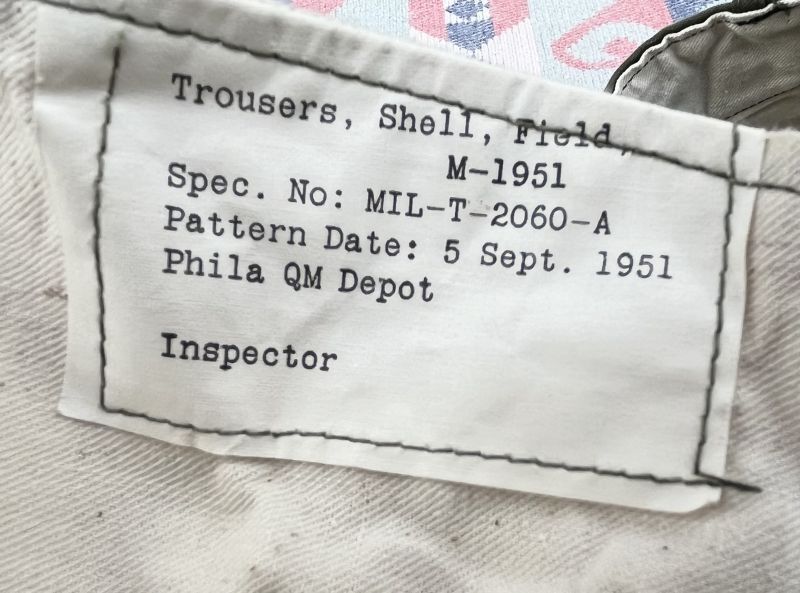 Trousers, Shell, Field,
M-1951
Spec. No: MIL-T-2060-A
Pattern Date: 5 Sept. 1951
Phila QM Depot
Inspector